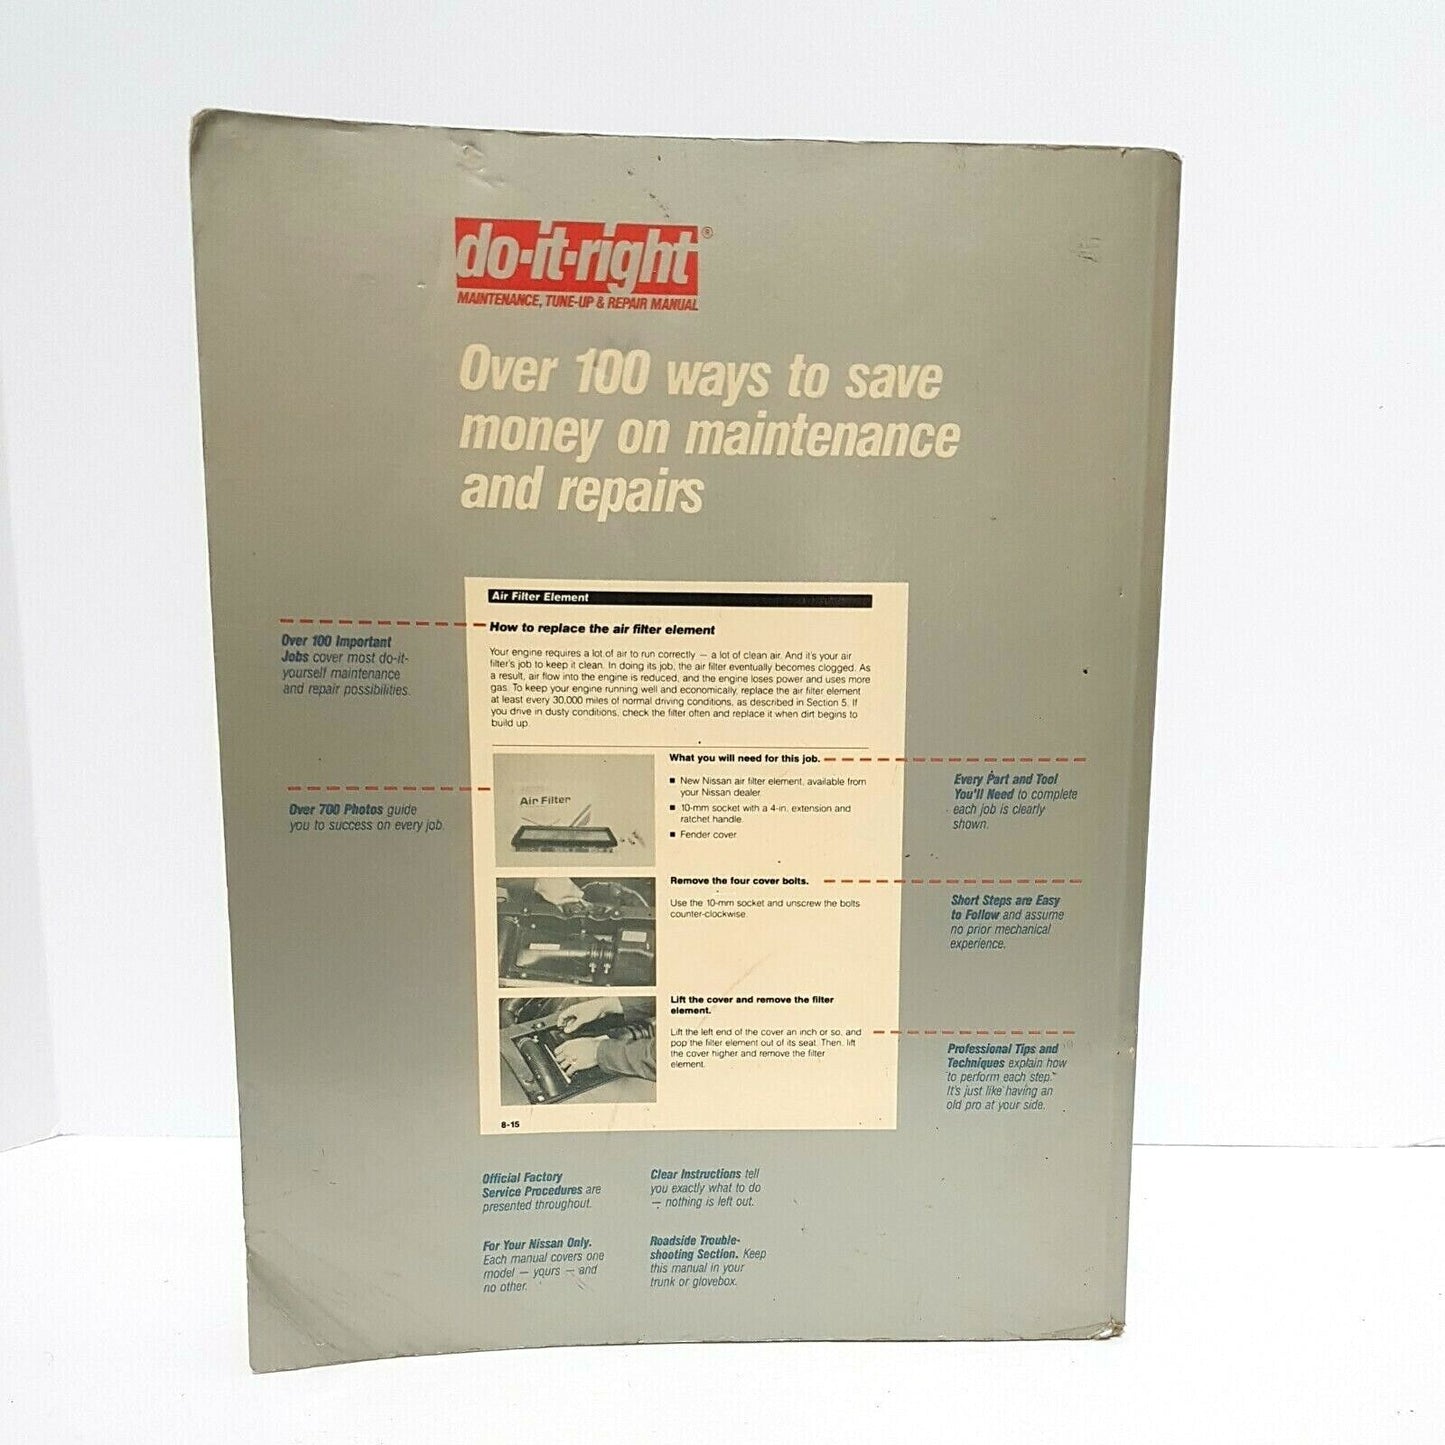 do-it-right®
MAINTENANCE, TUNE-UP & REPAIR MANUAL
Over 100 ways to save
money on maintenance
and repairs
Over 100 Important
Jobs cover most do-it-
yourself maintenance
and repair possibilities.
Over 700 Photos guide
you to success on every job.
Air Filter Element
How to replace the air filter element
Your engine requires a lot of air to run correctly — a lot of clean air. And it's your air
filter's job to keep it clean. In doing its job, the air filter eventually becomes clogged. As
a result, air flow into the engine is reduced, and the engine loses power and uses more
gas. To keep your engine running well and economically, replace the air filter element
at least every 30,000 miles of normal driving conditions, as described in Section 5. If
you drive in dusty conditions, check the filter often and replace it when dirt begins to
build up.
Air Filter
What you will need for this job.
■ New Nissan air filter element, available from
your Nissan dealer.
■ 10-mm socket with a 4-in. extension and
ratchet handle.
■ Fender cover.
Remove the four cover bolts.
Use the 10-mm socket and unscrew the bolts
counter-clockwise.
Lift the cover and remove the filter
element.
Lift the left end of the cover an inch or so, and
pop the filter element out of its seat. Then, lift
the cover higher and remove the filter
element.
8-15
Every Part and Tool
You'll Need to complete
each job is clearly
shown.
Short Steps are Easy
to Follow and assume
no prior mechanical
experience.
Professional Tips and
Techniques explain how
to perform each step.
It's just like having an
old pro at your side.
Official Factory
Service Procedures are
presented throughout.
Clear Instructions tell
you exactly what to do
— nothing is left out.
For Your Nissan Only.
Each manual covers one
model — yours — and
no other.
Roadside Trouble-
shooting Section. Keep
this manual in your
trunk or glovebox.